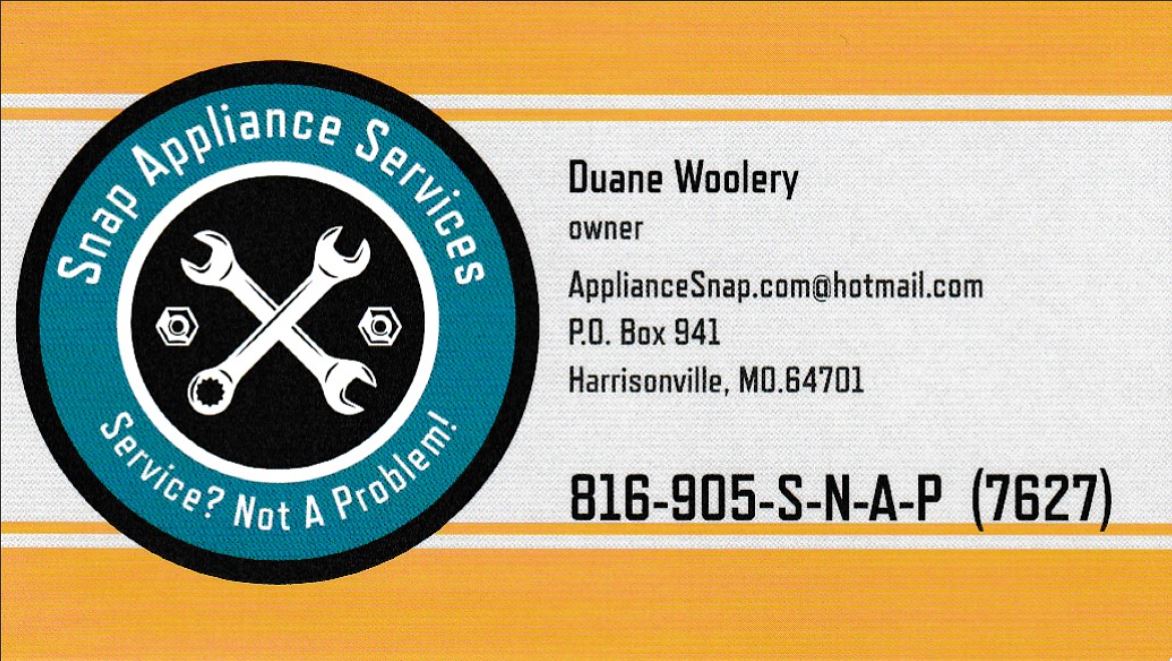 Snap Appliance Services
Service? Not A Problem!
Duane Woolery
owner
ApplianceSnap.com@hotmail.com
P.O. Box 941
Harrisonville, MO.64701
816-905-S-N-A-P (7627)